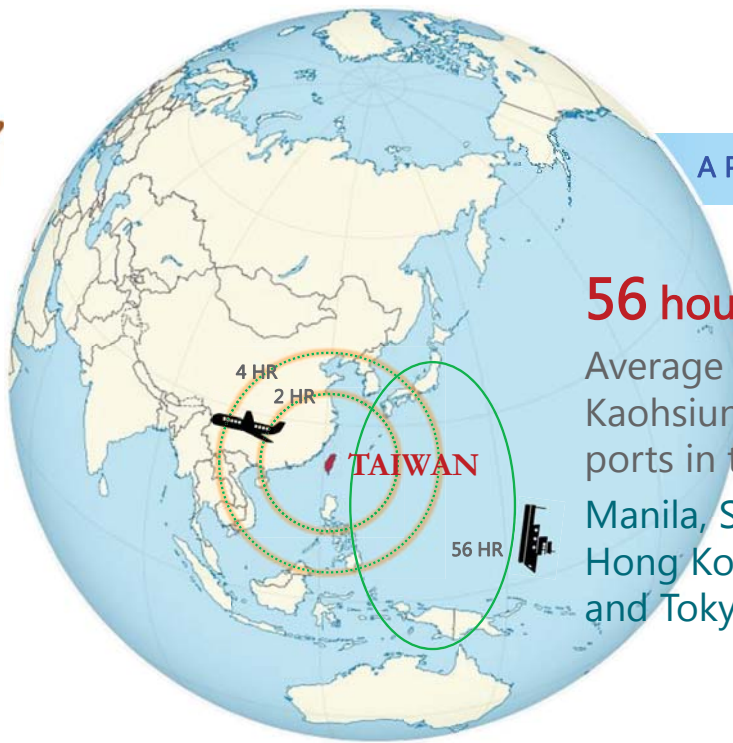 A
56 hou
Average
Kaohsiun
ports in t
Manila, S
Hong Ko
and Toky
4 HR
2 HR
TAIWAN
56 HR